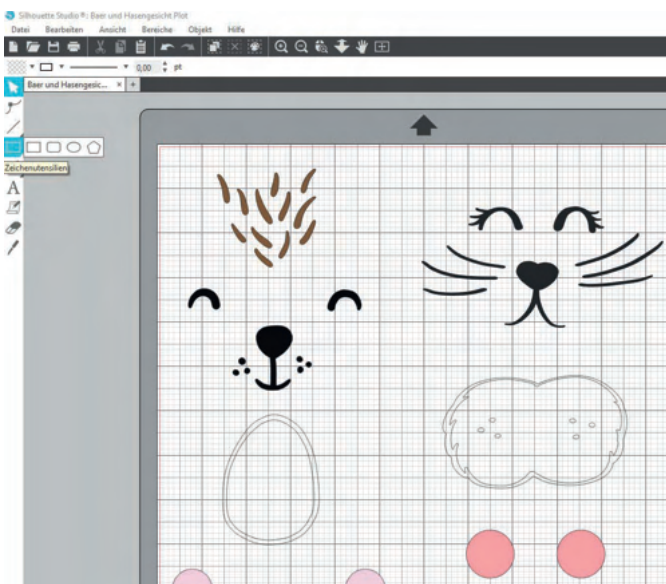 Silhouette Studio®: Baer und Hasengesicht Plot
Datei Bearbeiten Ansicht Bereiche Objekt Hilfe
0,00 pt
Baer und Hasengesic... × +
Zeichenutensilien
A